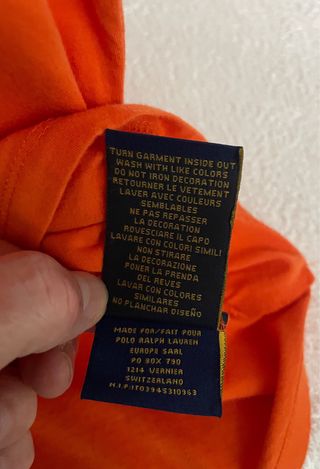 TURN GARMENT INSIDE OUT
WASH WITH LIKE COLORS
DO NOT IRON DECORATION
RETOURNER LE VETEMENT
LAVER AVEC COULEURS
SEMBLABLES
NE PAS REPASSER
LA DECORATION
ROVESCIARE IL CAPO
LAVARE CON COLORI SIMILI
NON STIRARE
LA DECORAZIONE
PONER LA PRENDA
DEL REVES
LAVAR CON COLORES
SIMILARES
NO PLANCHAR DISEÑO
MADE FOR/FAIT POUR
POLO RALPH LAUREN
EUROPE SARL
PO BOX 790
1214 VERNIER
SWITZERLAND
N.I.P.IT03945310963